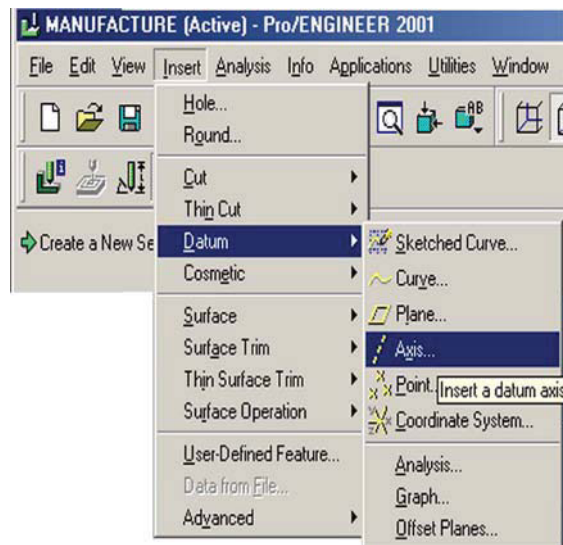 MANUFACTURE (Active) - Pro/ENGINEER 2001
File Edit View Insert Analysis Info Applications Utilities Window
Hole...
Round...
Cut
Thin Cut
Datum
Cosmetic
Surface
Surface Trim
Thin Surface Trim
Surface Operation
User-Defined Feature...
Data from File...
Advanced
AB
Create a New Se
Sketched Curve...
Curve...
Plane...
Axis...
Point..
Insert a datum axis
Coordinate System...
Analysis...
Graph...
Offset Planes...